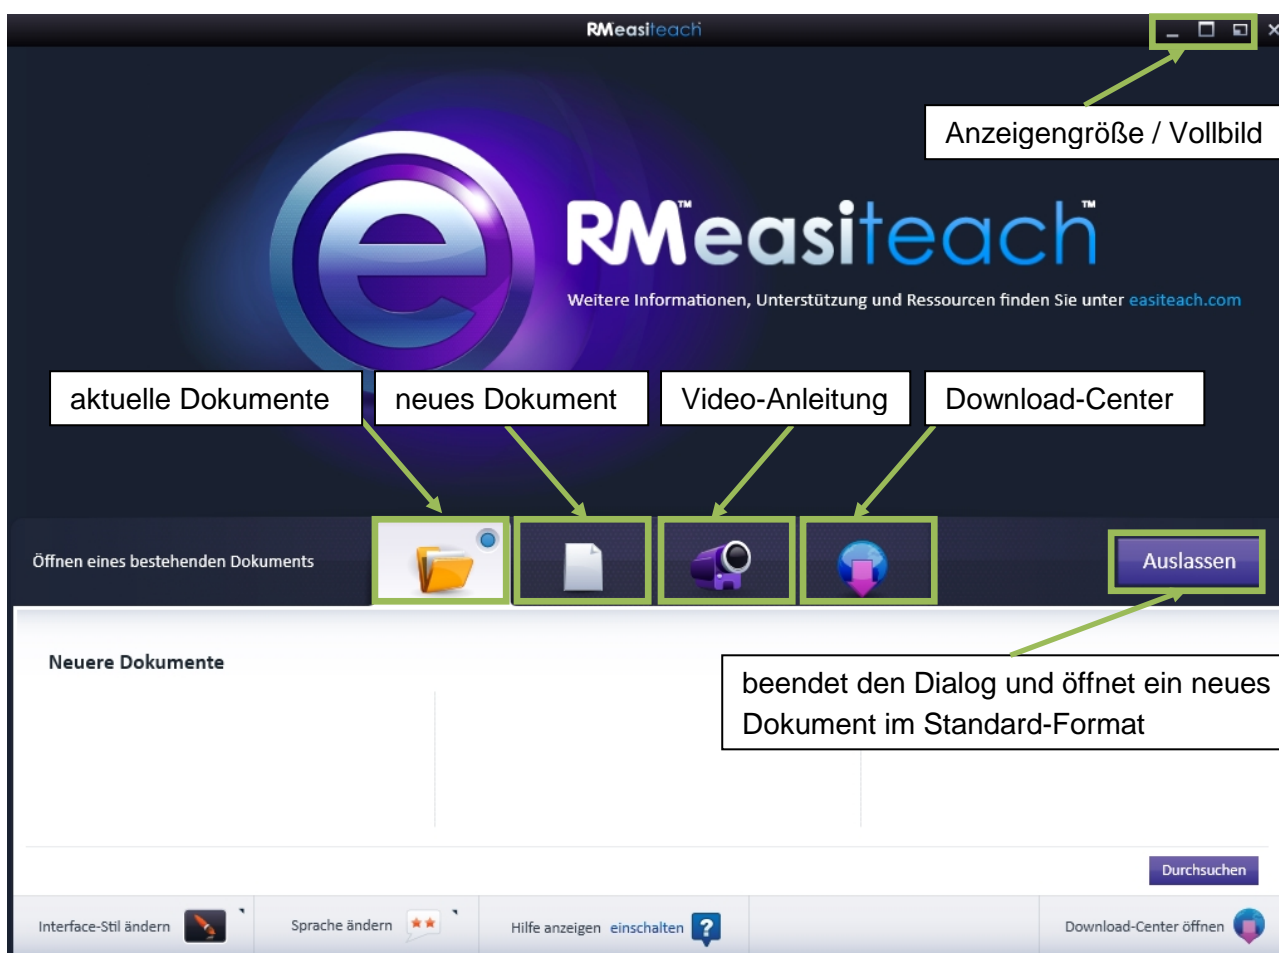 RMeasiteach
Anzeigengröße / Vollbild
e
RM™easiteach™
Weitere Informationen, Unterstützung und Ressourcen finden Sie unter easiteach.com
aktuelle Dokumente
neues Dokument
Video-Anleitung
Download-Center
Öffnen eines bestehenden Dokuments
Auslassen
Neuere Dokumente
beendet den Dialog und öffnet ein neues
Dokument im Standard-Format
Durchsuchen
Interface-Stil ändern
Sprache ändern
Hilfe anzeigen einschalten ?
Download-Center öffnen